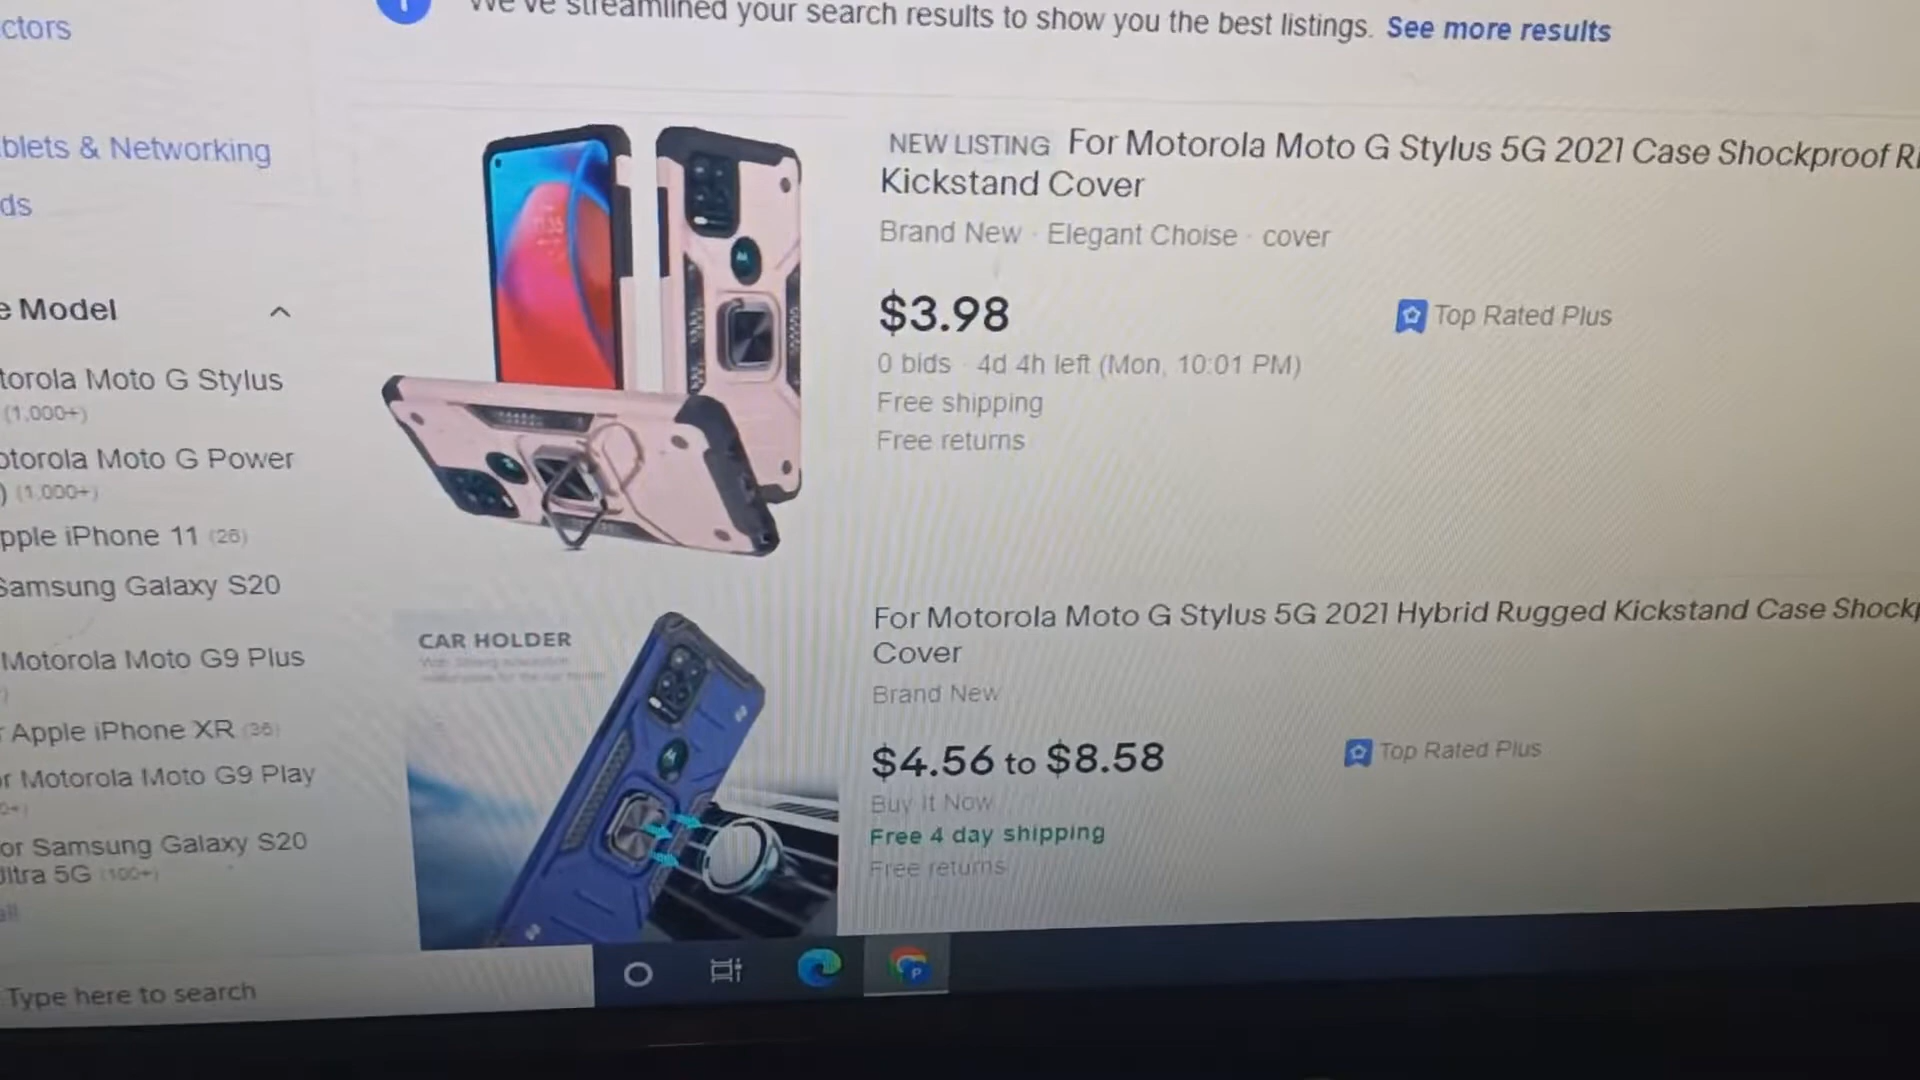 ctors
We've streamlined your search results to show you the best listings. See more results
blets & Networking
ds
e Model
torola Moto G Stylus
(1,000+)
otorola Moto G Power
) (1,000+)
pple iPhone 11 (26)
Samsung Galaxy S20
Motorola Moto G9 Plus
)
r Apple iPhone XR (36)
or Motorola Moto G9 Play
0+)
or Samsung Galaxy S20
Ultra 5G (100+)
all
NEW LISTING For Motorola Moto G Stylus 5G 2021 Case Shockproof Ri
Kickstand Cover
Brand New · Elegant Choise · cover
$3.98
Top Rated Plus
0 bids · 4d 4h left (Mon, 10:01 PM)
Free shipping
Free returns
CAR HOLDER
For Motorola Moto G Stylus 5G 2021 Hybrid Rugged Kickstand Case Shockp
Cover
Brand New
$4.56 to $8.58
Top Rated Plus
Buy It Now
Free 4 day shipping
Free returns
Type here to search
P